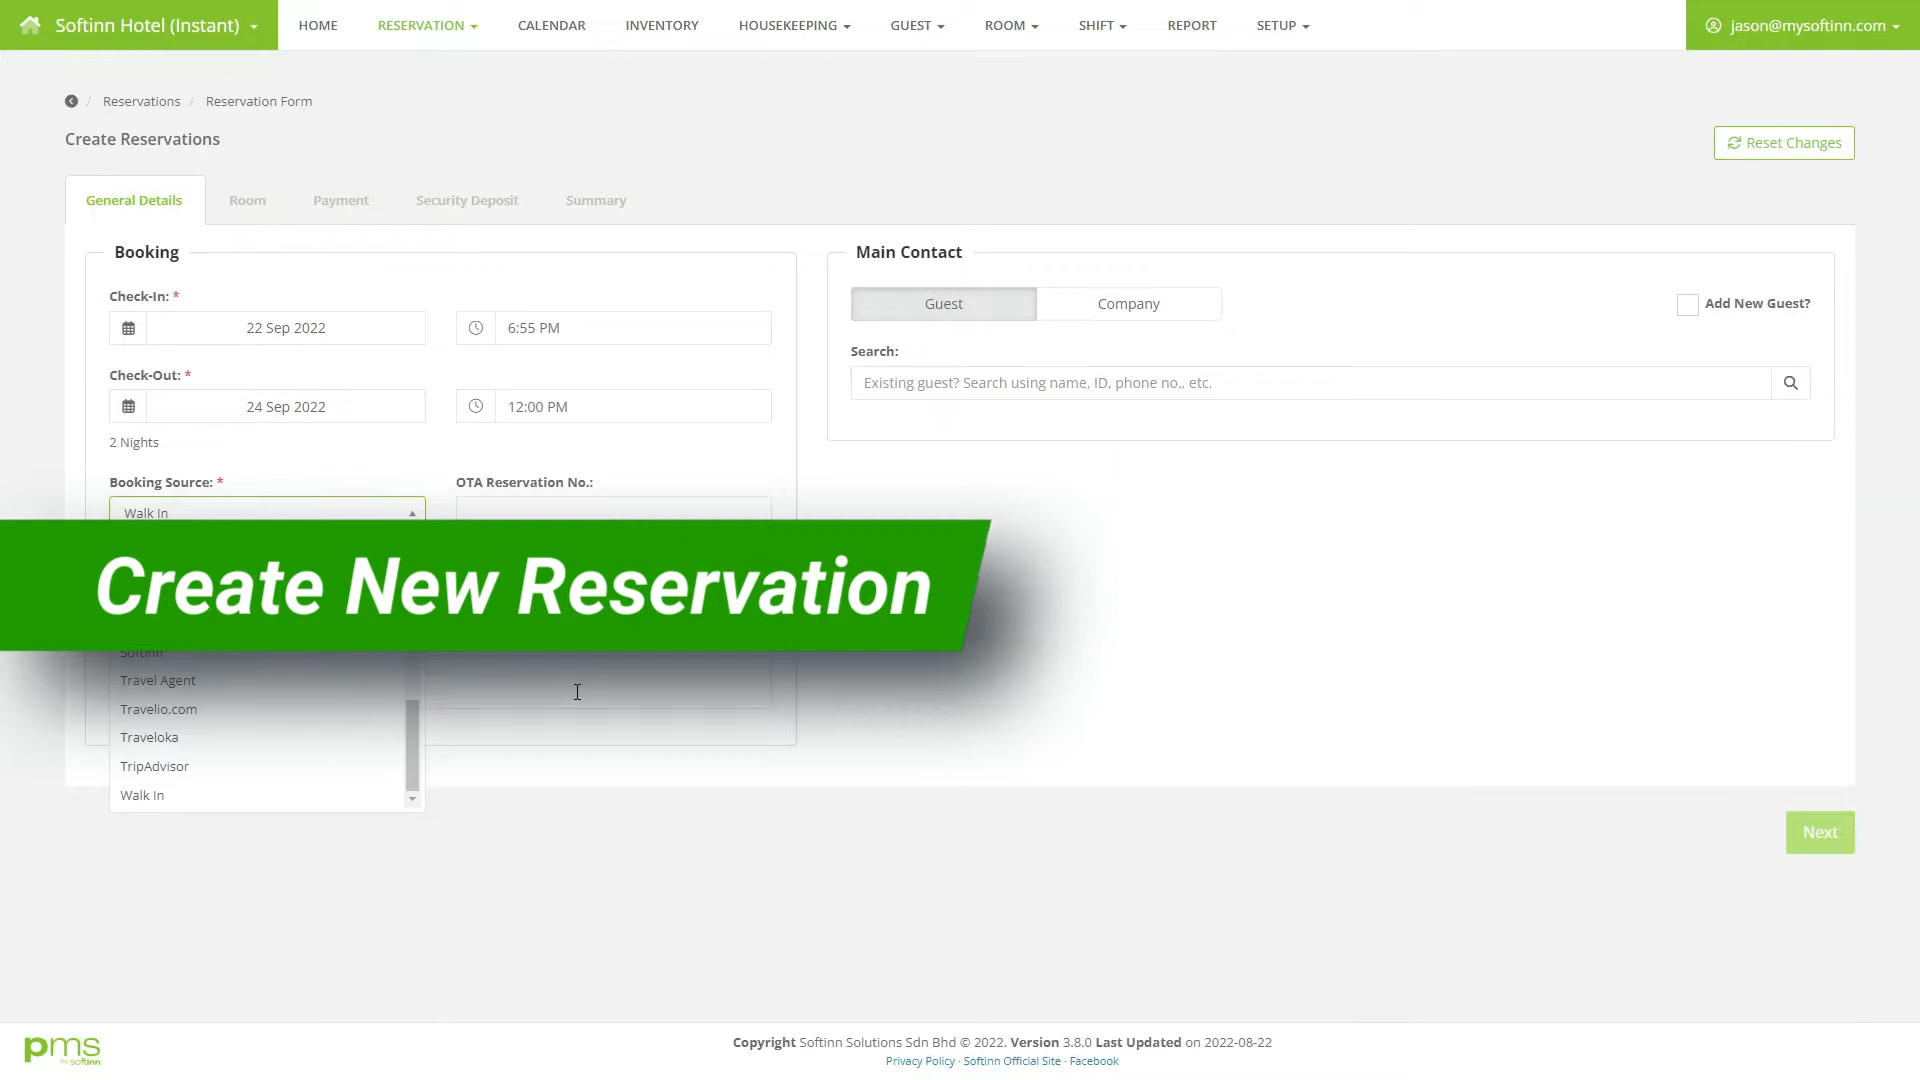 Softinn Hotel (Instant)
HOME
RESERVATION
CALENDAR
INVENTORY
HOUSEKEEPING
GUEST
ROOM
SHIFT
REPORT
SETUP
jason@mysoftinn.com
/ Reservations / Reservation Form
Create Reservations
Reset Changes
General Details
Room
Payment
Security Deposit
Summary
Booking
Check-In: *
22 Sep 2022
6:55 PM
Check-Out: *
24 Sep 2022
12:00 PM
2 Nights
Booking Source: *
OTA Reservation No.:
Walk In
Main Contact
Guest
Company
Add New Guest?
Search:
Existing guest? Search using name, ID, phone no., etc.
Create New Reservation
Softinn
Travel Agent
Travelio.com
Traveloka
TripAdvisor
Walk In
Next
pms
by softinn
Copyright Softinn Solutions Sdn Bhd © 2022. Version 3.8.0 Last Updated on 2022-08-22
Privacy Policy · Softinn Official Site · Facebook